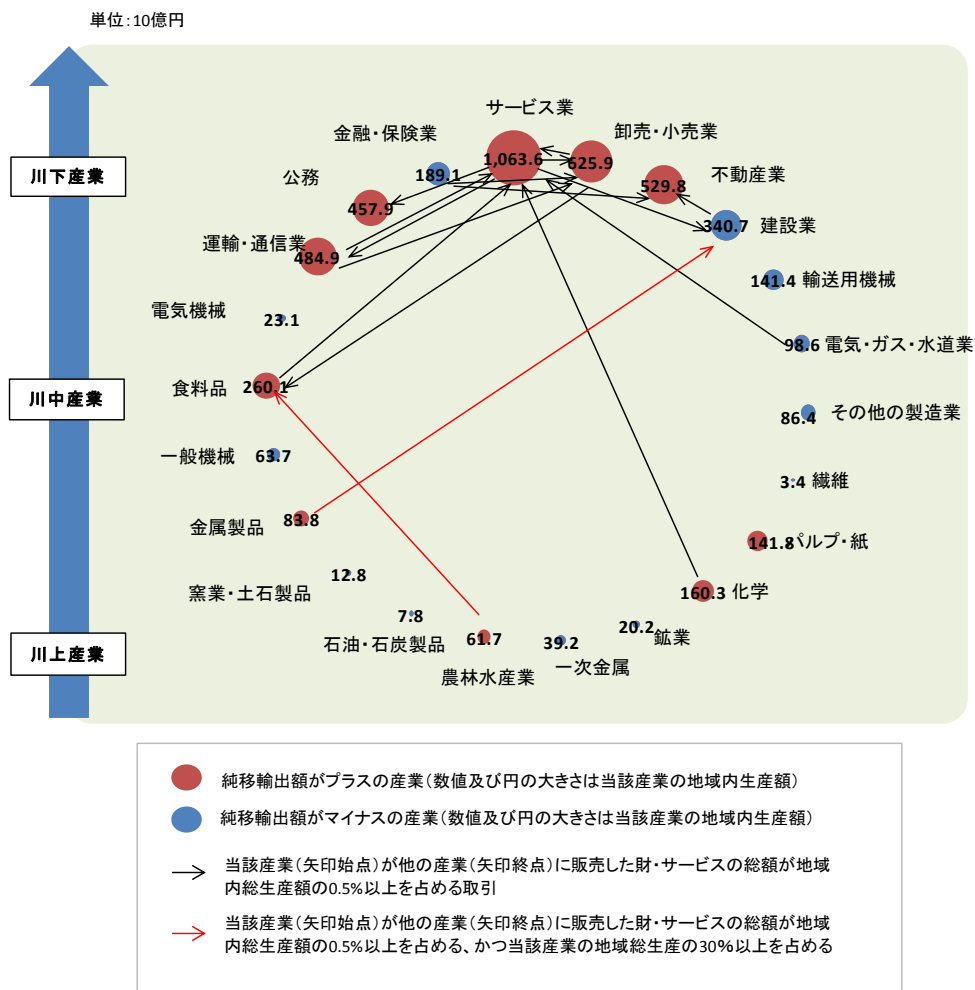 単位:10億円
サービス業
金融・保険業
卸売・小売業
1,063.6
625.9
川下産業
189.1
529.8
不動産業
公務
457.9
340.7
建設業
運輸・通信業
484.9
141.4
輸送用機械
電気機械
23.1
98.6
電気・ガス・水道業
川中産業
食料品
260.1
86.4
その他の製造業
一般機械
63.7
3.4
繊維
金属製品
83.8
141.8
パルプ・紙
窯業・土石製品
12.8
160.3
化学
7.8
石油・石炭製品
61.7
39.2
20.2
鉱業
川上産業
農林水産業
一次金属
純移輸出額がプラスの産業(数値及び円の大きさは当該産業の地域内生産額)
純移輸出額がマイナスの産業(数値及び円の大きさは当該産業の地域内生産額)
当該産業(矢印始点)が他の産業(矢印終点)に販売した財・サービスの総額が地域
内総生産額の0.5%以上を占める取引
当該産業(矢印始点)が他の産業(矢印終点)に販売した財・サービスの総額が地域
内総生産額の0.5%以上を占める、かつ当該産業の地域総生産の30%以上を占める